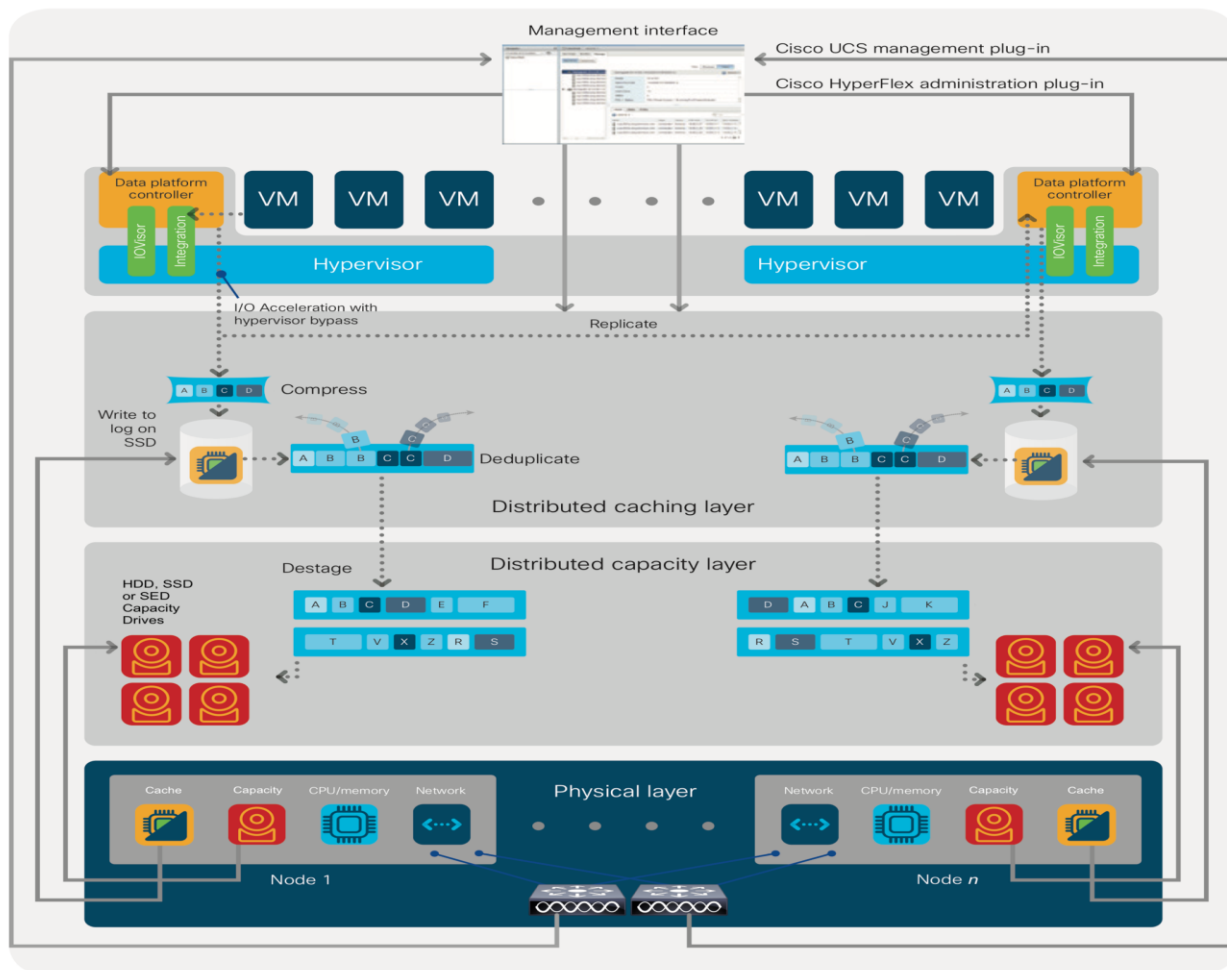 Management interface
Cisco UCS management plug-in
Cisco HyperFlex administration plug-in
Data platform
controller
VM
VM
VM
VM
VM
VM
Data platform
controller
IOVisor
Integration
IOVisor
Integration
Hypervisor
Hypervisor
I/O Acceleration with
hypervisor bypass
Replicate
A B C D
Compress
A B C D
Write to
log on
SSD
B
C
B
C
A B B C C D
Deduplicate
A B B C C D
Distributed caching layer
Destage
Distributed capacity layer
HDD, SSD
or SED
Capacity
Drives
A B C D E F
D A B C J K
T V X Z R S
R S T V X Z
Physical layer
Cache
Capacity
CPU/memory
Network
Network
CPU/memory
Capacity
Cache
Node 1
Node n